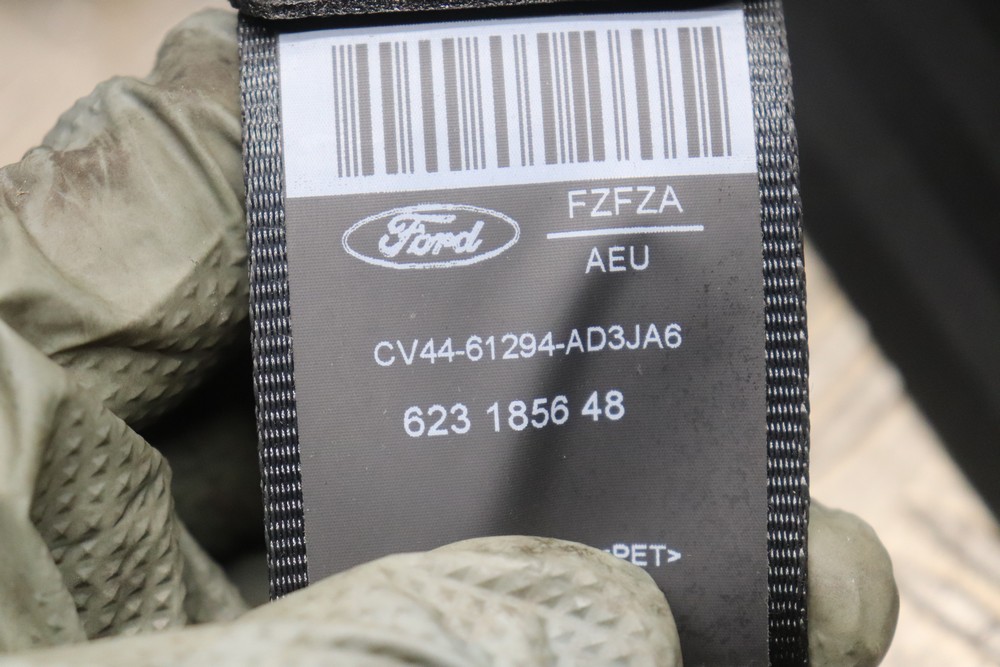 Ford
FZFZA
AEU
CV44-61294-AD3JA6
623 1856 48
PET>